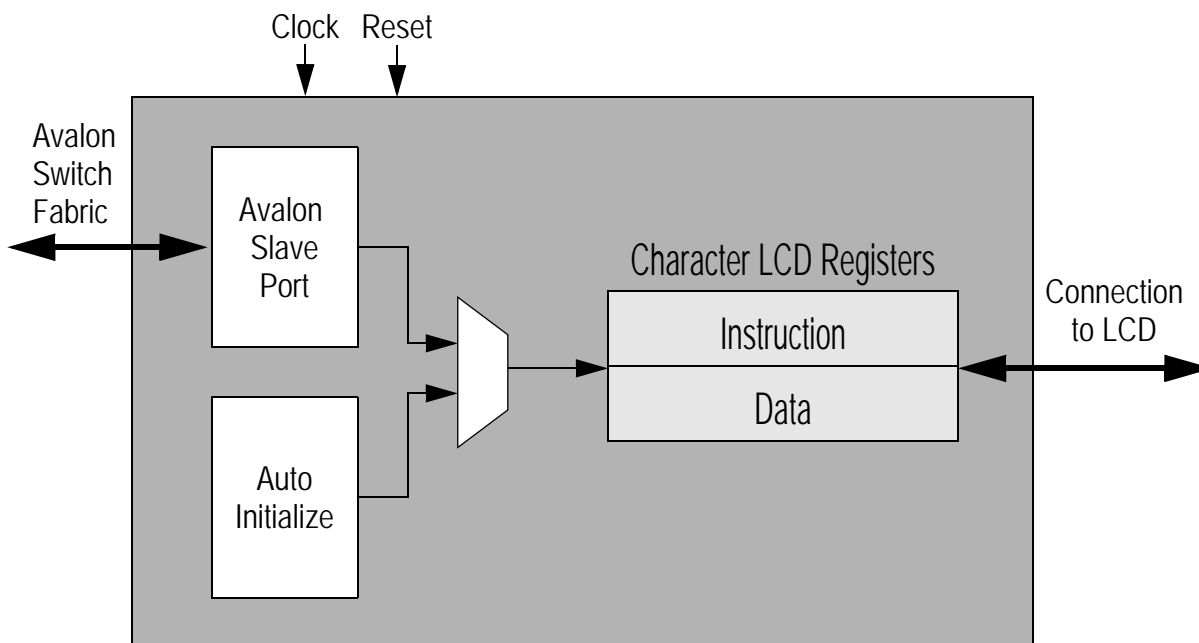 Clock Reset
Avalon
Switch
Fabric
Avalon
Slave
Port
Character LCD Registers
Instruction
Data
Connection
to LCD
Auto
Initialize